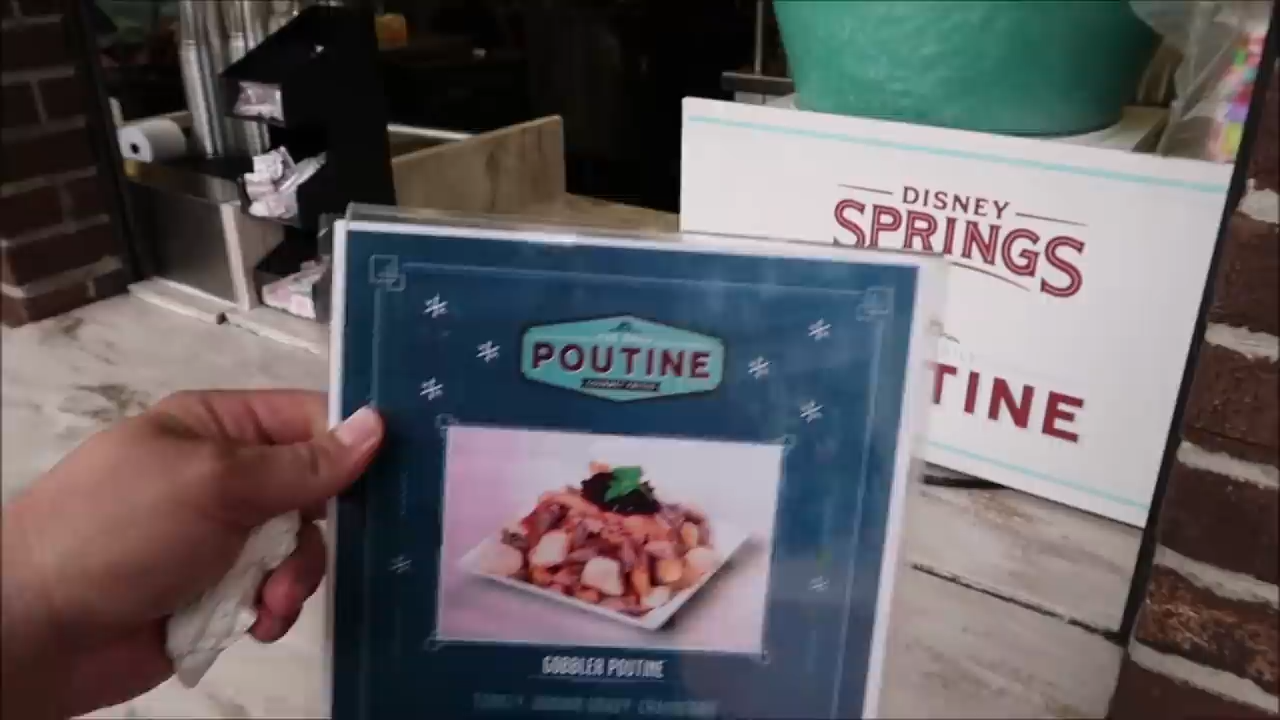 DISNEY
SPRINGS
TINE
POUTINE
GOBBLER POUTINE